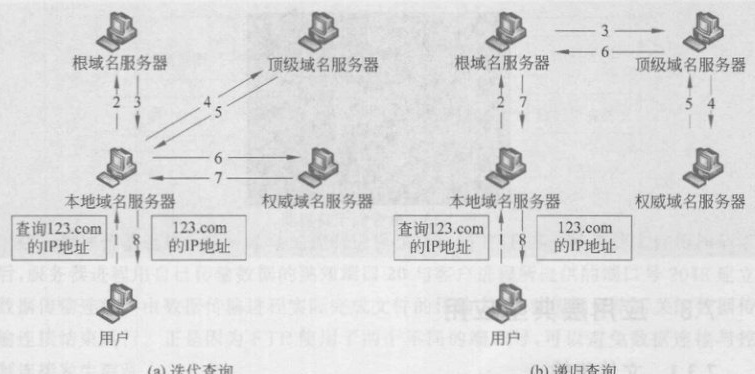 根域名服务器
顶级域名服务器
2
3
4
5
6
7
本地域名服务器
权威域名服务器
查询123.com
的IP地址
8
123.com
的IP地址
用户
(a) 迭代查询
根域名服务器
3
6
顶级域名服务器
2
7
5
4
本地域名服务器
权威域名服务器
查询123.com
的IP地址
8
123.com
的IP地址
用户
(b) 递归查询